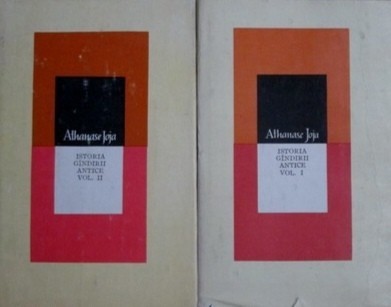 Athanase Joja
ISTORIA
GÎNDIRII
ANTICE
VOL. II
Athanase Joja
ISTORIA
GÎNDIRII
ANTICE
VOL. I